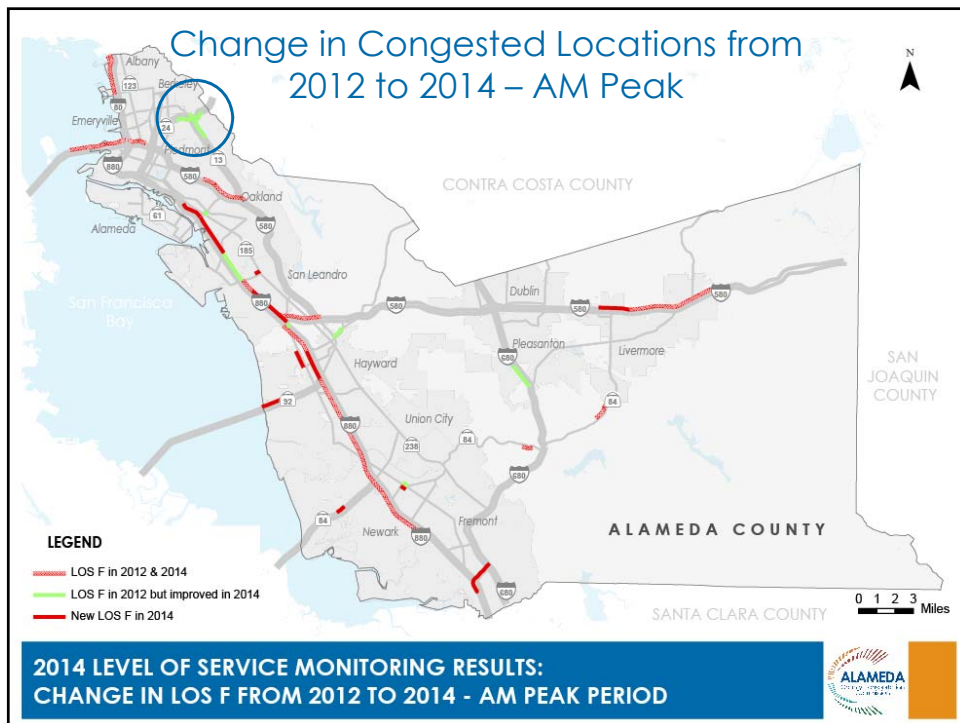 Change in Congested Locations from
2012 to 2014 – AM Peak
N
Albany
123
Berkeley
80
Emeryville
24
Piedmont
13
880
580
Oakland
CONTRA COSTA COUNTY
61
Alameda
580
185
San Leandro
San Francisco
Bay
880
580
Dublin
580
580
680
Pleasanton
Livermore
Hayward
SAN
JOAQUIN
COUNTY
92
84
Union City
880
84
238
680
84
Fremont
ALAMEDA COUNTY
Newark
880
680
SANTA CLARA COUNTY
LEGEND
LOS F in 2012 & 2014
LOS F in 2012 but improved in 2014
New LOS F in 2014
0 1 2 3
Miles
2014 LEVEL OF SERVICE MONITORING RESULTS:
CHANGE IN LOS F FROM 2012 TO 2014 - AM PEAK PERIOD
ALAMEDA